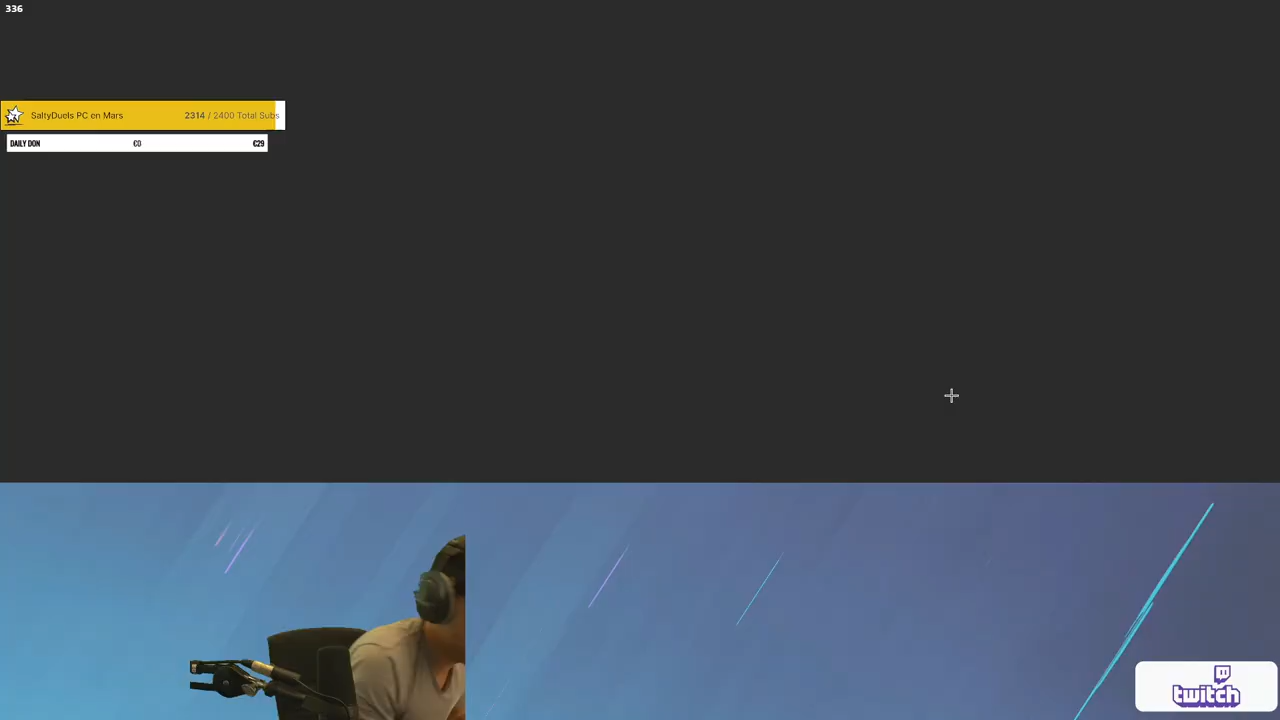 336
SaltyDuels PC en Mars 2314 / 2400 Total Subs
DAILY DON €0 €29
twitch